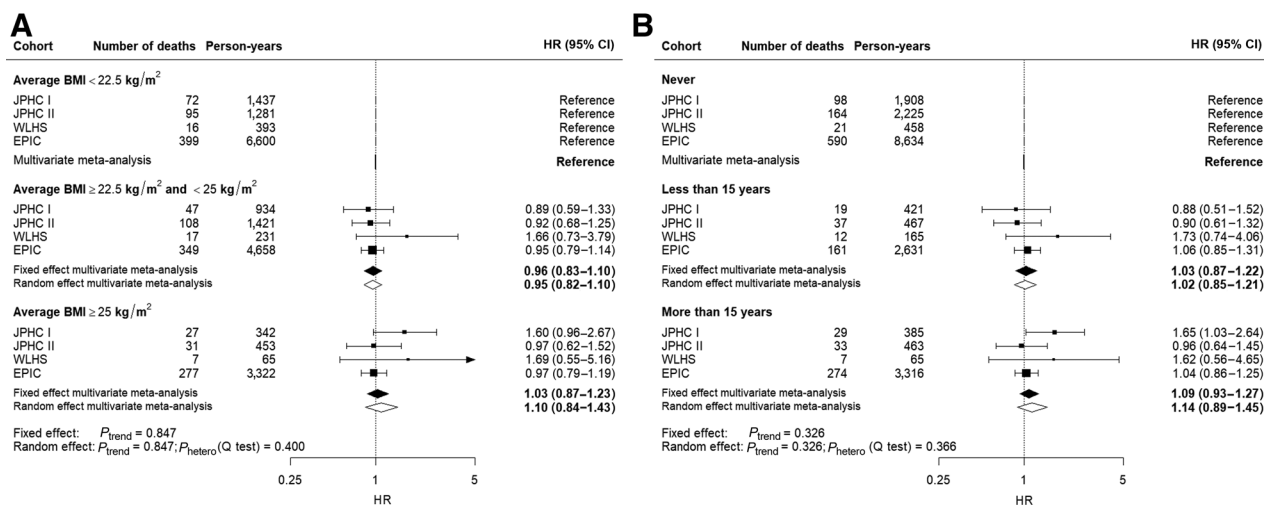 A
Cohort Number of deaths Person-years HR (95% CI)
Average BMI < 22.5 kg/m²
JPHC I 72 1,437 Reference
JPHC II 95 1,281 Reference
WLHS 16 393 Reference
EPIC 399 6,600 Reference
Multivariate meta-analysis Reference
Average BMI ≥ 22.5 kg/m² and < 25 kg/m²
JPHC I 47 934 0.89 (0.59–1.33)
JPHC II 108 1,421 0.92 (0.68–1.25)
WLHS 17 231 1.66 (0.73–3.79)
EPIC 349 4,658 0.95 (0.79–1.14)
Fixed effect multivariate meta-analysis 0.96 (0.83–1.10)
Random effect multivariate meta-analysis 0.95 (0.82–1.10)
Average BMI ≥ 25 kg/m²
JPHC I 27 342 1.60 (0.96–2.67)
JPHC II 31 453 0.97 (0.62–1.52)
WLHS 7 65 1.69 (0.55–5.16)
EPIC 277 3,322 0.97 (0.79–1.19)
Fixed effect multivariate meta-analysis 1.03 (0.87–1.23)
Random effect multivariate meta-analysis 1.10 (0.84–1.43)
Fixed effect: Ptrend = 0.847
Random effect: Ptrend = 0.847; Phetero (Q test) = 0.400
0.25 1 5
HR
B
Cohort Number of deaths Person-years HR (95% CI)
Never
JPHC I 98 1,908 Reference
JPHC II 164 2,225 Reference
WLHS 21 458 Reference
EPIC 590 8,634 Reference
Multivariate meta-analysis Reference
Less than 15 years
JPHC I 19 421 0.88 (0.51–1.52)
JPHC II 37 467 0.90 (0.61–1.32)
WLHS 12 165 1.73 (0.74–4.06)
EPIC 161 2,631 1.06 (0.85–1.31)
Fixed effect multivariate meta-analysis 1.03 (0.87–1.22)
Random effect multivariate meta-analysis 1.02 (0.85–1.21)
More than 15 years
JPHC I 29 385 1.65 (1.03–2.64)
JPHC II 33 463 0.96 (0.64–1.45)
WLHS 7 65 1.62 (0.56–4.65)
EPIC 274 3,316 1.04 (0.86–1.25)
Fixed effect multivariate meta-analysis 1.09 (0.93–1.27)
Random effect multivariate meta-analysis 1.14 (0.89–1.45)
Fixed effect: Ptrend = 0.326
Random effect: Ptrend = 0.326; Phetero (Q test) = 0.366
0.25 1 5
HR